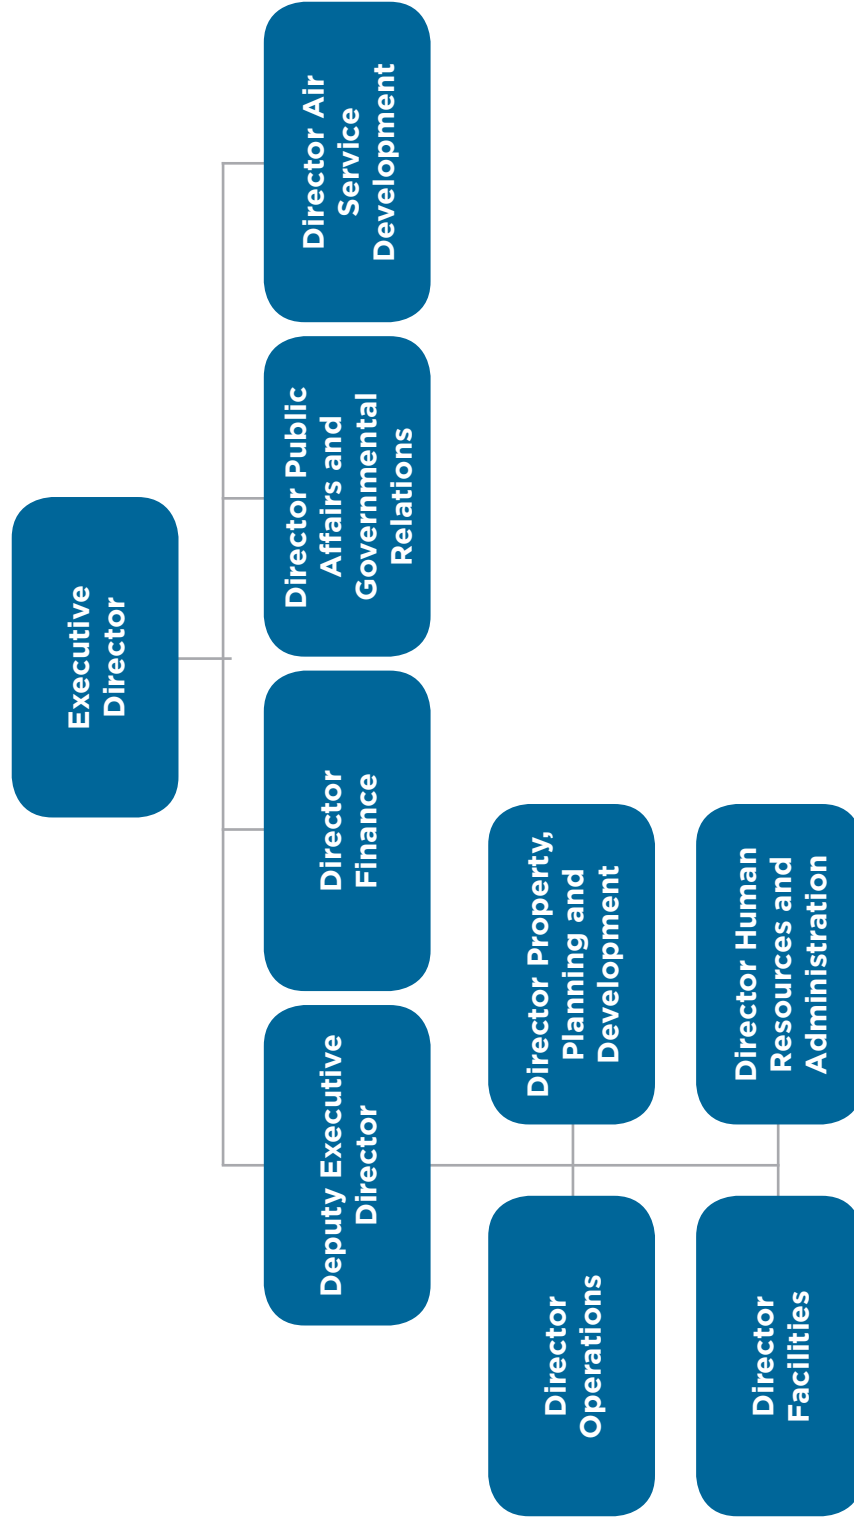 Executive
Director
Deputy Executive
Director
Director
Finance
Director Public
Affairs and
Governmental
Relations
Director Air
Service
Development
Director
Operations
Director Property,
Planning and
Development
Director
Facilities
Director Human
Resources and
Administration